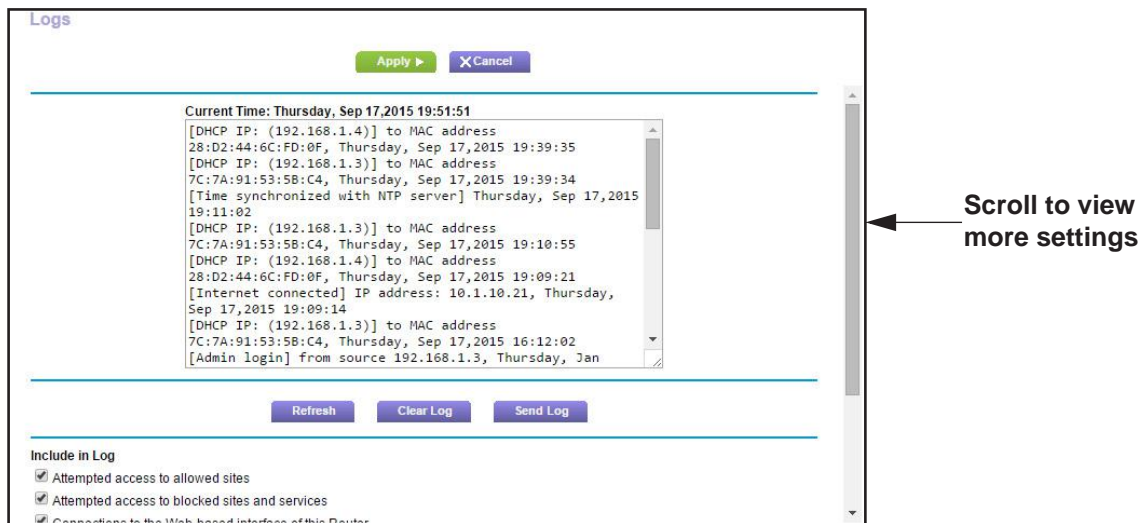 Logs
Apply
Cancel
Current Time: Thursday, Sep 17,2015 19:51:51
[DHCP IP: (192.168.1.4)] to MAC address
28:D2:44:6C:FD:0F, Thursday, Sep 17,2015 19:39:35
[DHCP IP: (192.168.1.3)] to MAC address
7C:7A:91:53:5B:C4, Thursday, Sep 17,2015 19:39:34
[Time synchronized with NTP server] Thursday, Sep 17,2015
19:11:02
[DHCP IP: (192.168.1.3)] to MAC address
7C:7A:91:53:5B:C4, Thursday, Sep 17,2015 19:10:55
[DHCP IP: (192.168.1.4)] to MAC address
28:D2:44:6C:FD:0F, Thursday, Sep 17,2015 19:09:21
[Internet connected] IP address: 10.1.10.21, Thursday,
Sep 17,2015 19:09:14
[DHCP IP: (192.168.1.3)] to MAC address
7C:7A:91:53:5B:C4, Thursday, Sep 17,2015 16:12:02
[Admin login] from source 192.168.1.3, Thursday, Jan
Scroll to view
more settings
Refresh
Clear Log
Send Log
Include in Log
Attempted access to allowed sites
Attempted access to blocked sites and services
Connections to the Web-based interface of this Router